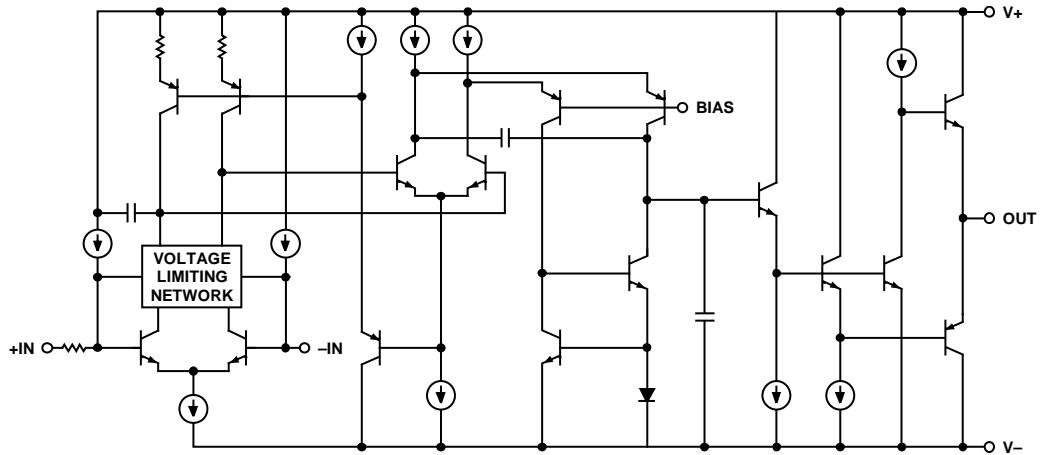 V+
BIAS
OUT
VOLTAGE
LIMITING
NETWORK
+IN
–IN
V–